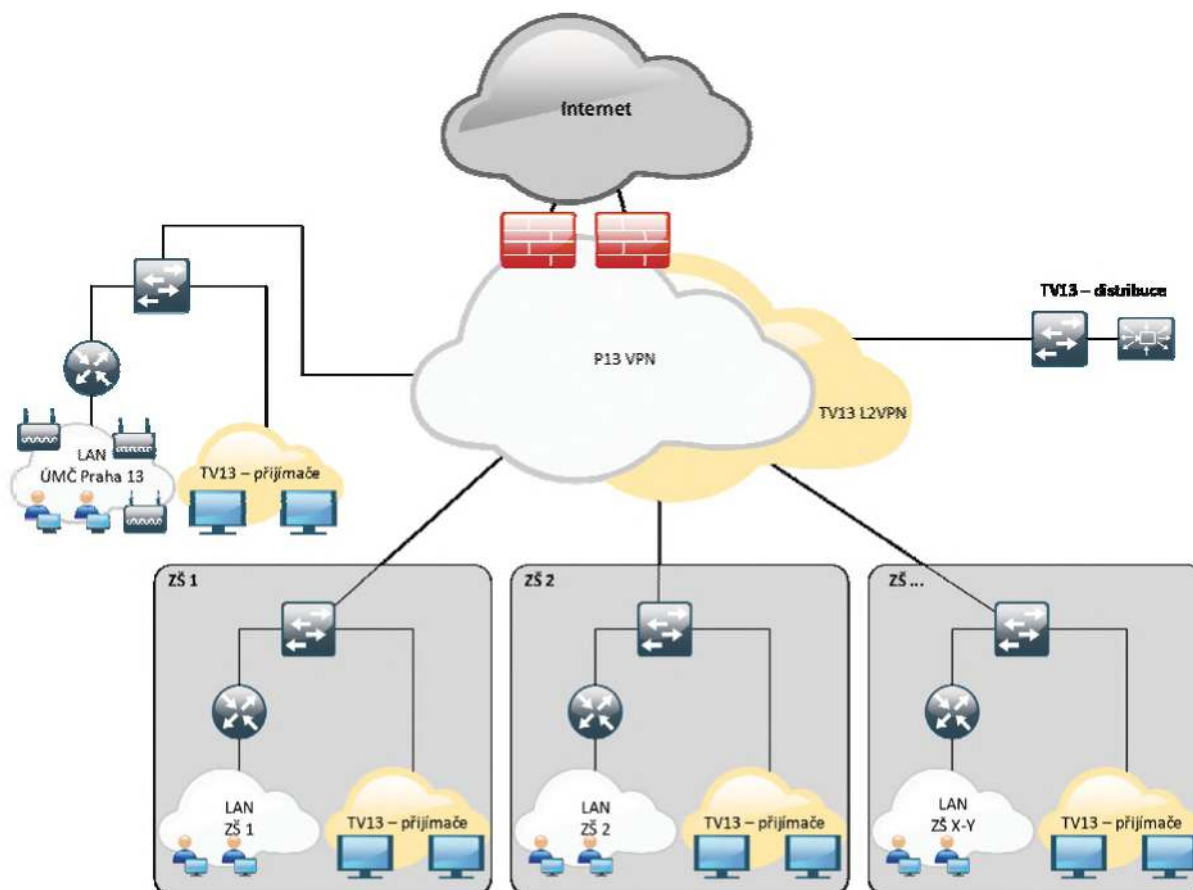 Internet
TV13 – distribuce
P13 VPN
TV13 L2VPN
LAN
ÚMČ Praha 13
TV13 – přijímače
ZŠ 1
ZŠ 2
ZŠ ...
LAN
ZŠ 1
TV13 – přijímače
LAN
ZŠ 2
TV13 – přijímače
LAN
ZŠ X-Y
TV13 – přijímače